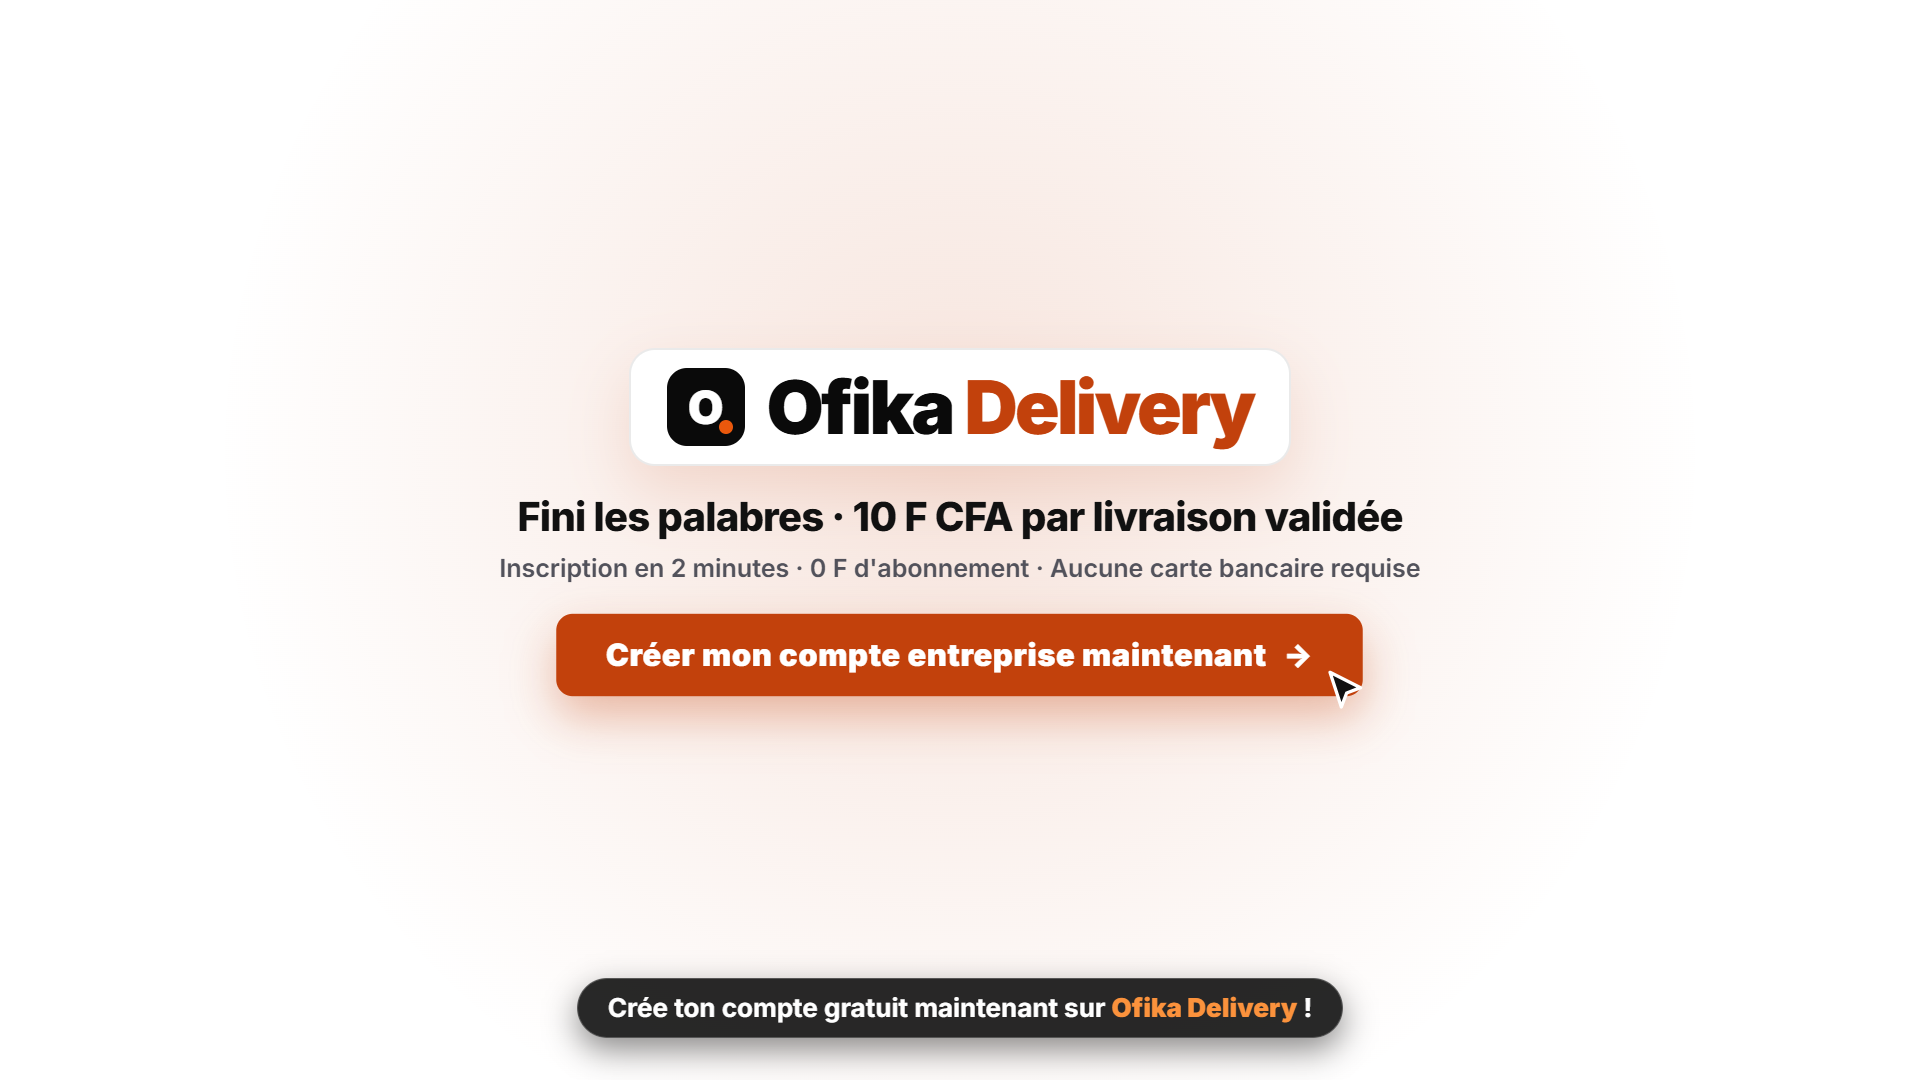 O.
Ofika Delivery
Fini les palabres · 10 F CFA par livraison validée
Inscription en 2 minutes · 0 F d'abonnement · Aucune carte bancaire requise
Créer mon compte entreprise maintenant →
Crée ton compte gratuit maintenant sur Ofika Delivery !